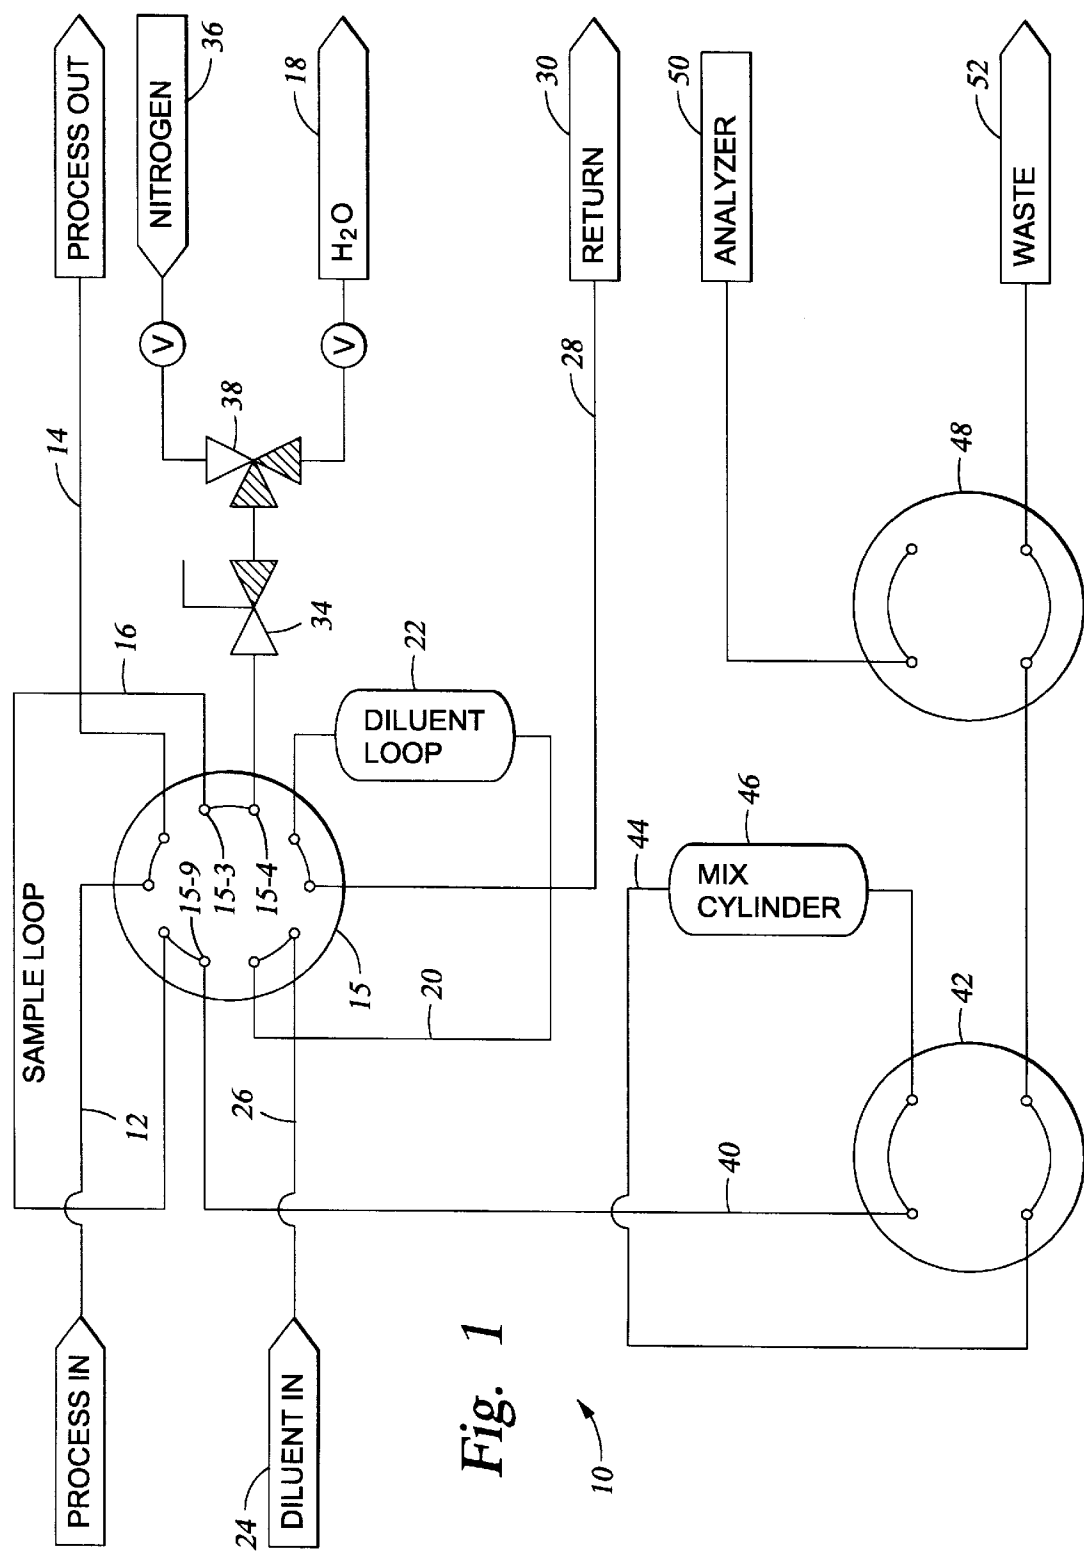 PROCESS IN
12
SAMPLE LOOP
16
14
PROCESS OUT
NITROGEN
36
V
38
H2O
18
V
34
15-9
15-3
15-4
15
DILUENT
LOOP
22
20
26
24
DILUENT IN
28
RETURN
30
Fig. 1
10
40
44
MIX
CYLINDER
46
42
48
ANALYZER
50
WASTE
52